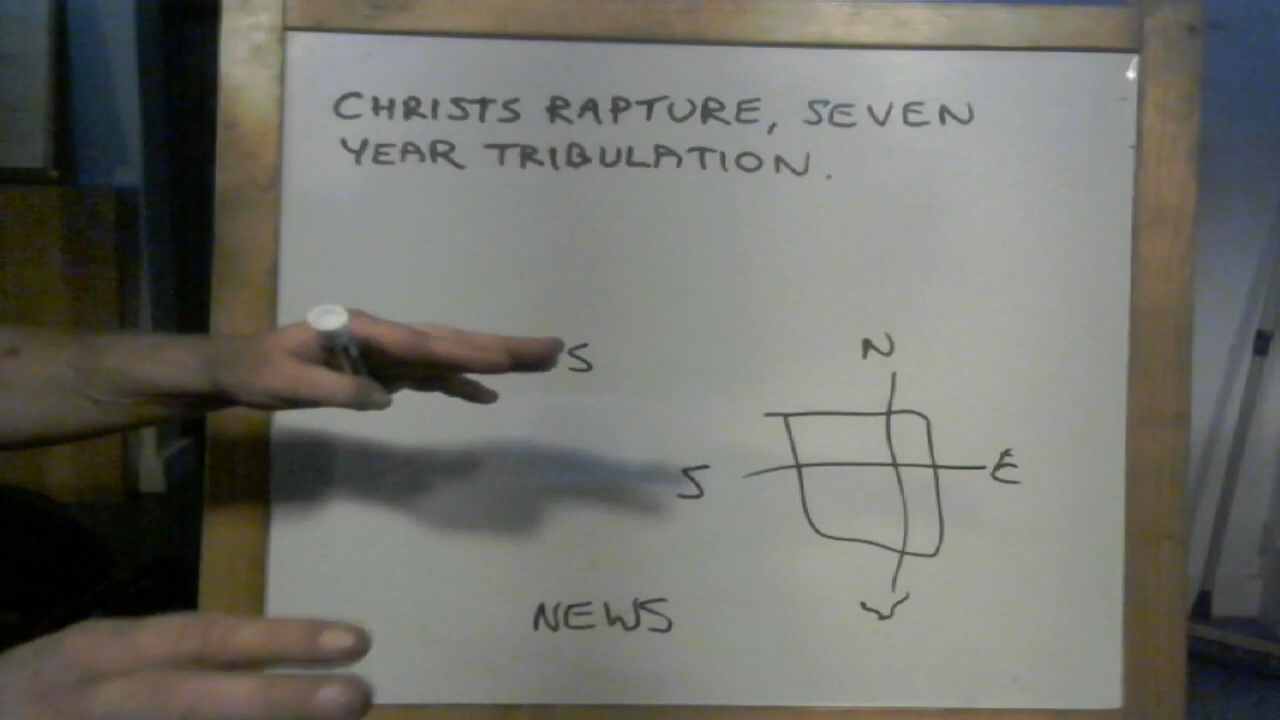 CHRISTS RAPTURE, SEVEN
YEAR TRIBULATION.
S
N
S
E
W
NEWS